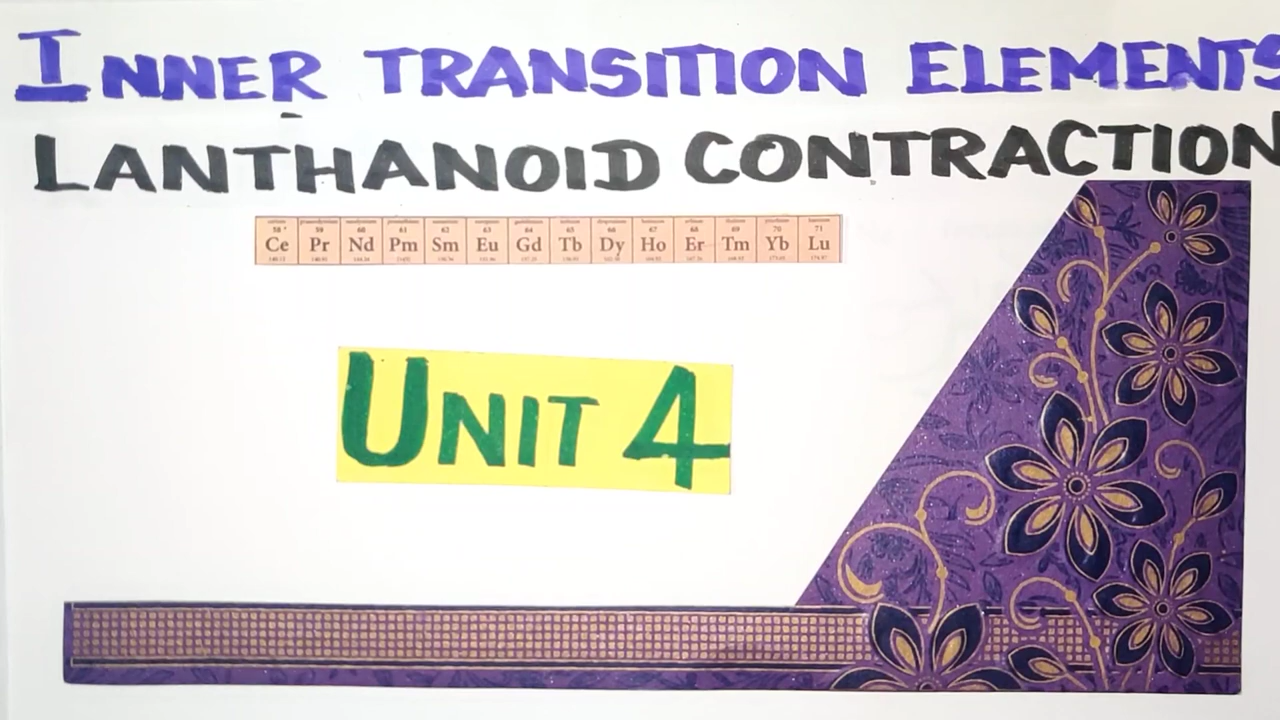 INNER TRANSITION ELEMENTS
LANTHANOID CONTRACTION
58 59 60 61 62 63 64 65 66 67 68 69 70 71
Ce Pr Nd Pm Sm Eu Gd Tb Dy Ho Er Tm Yb Lu
UNIT 4